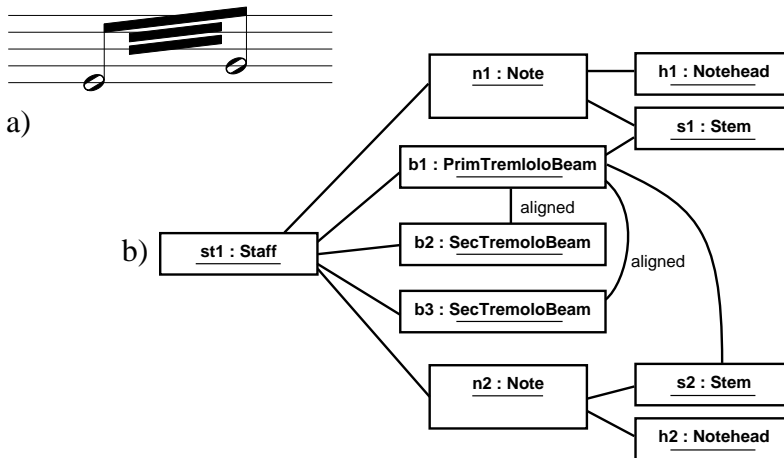 a)
n1 : Note
h1 : Notehead
s1 : Stem
b1 : PrimTremloloBeam
aligned
b)
st1 : Staff
b2 : SecTremoloBeam
aligned
b3 : SecTremoloBeam
n2 : Note
s2 : Stem
h2 : Notehead